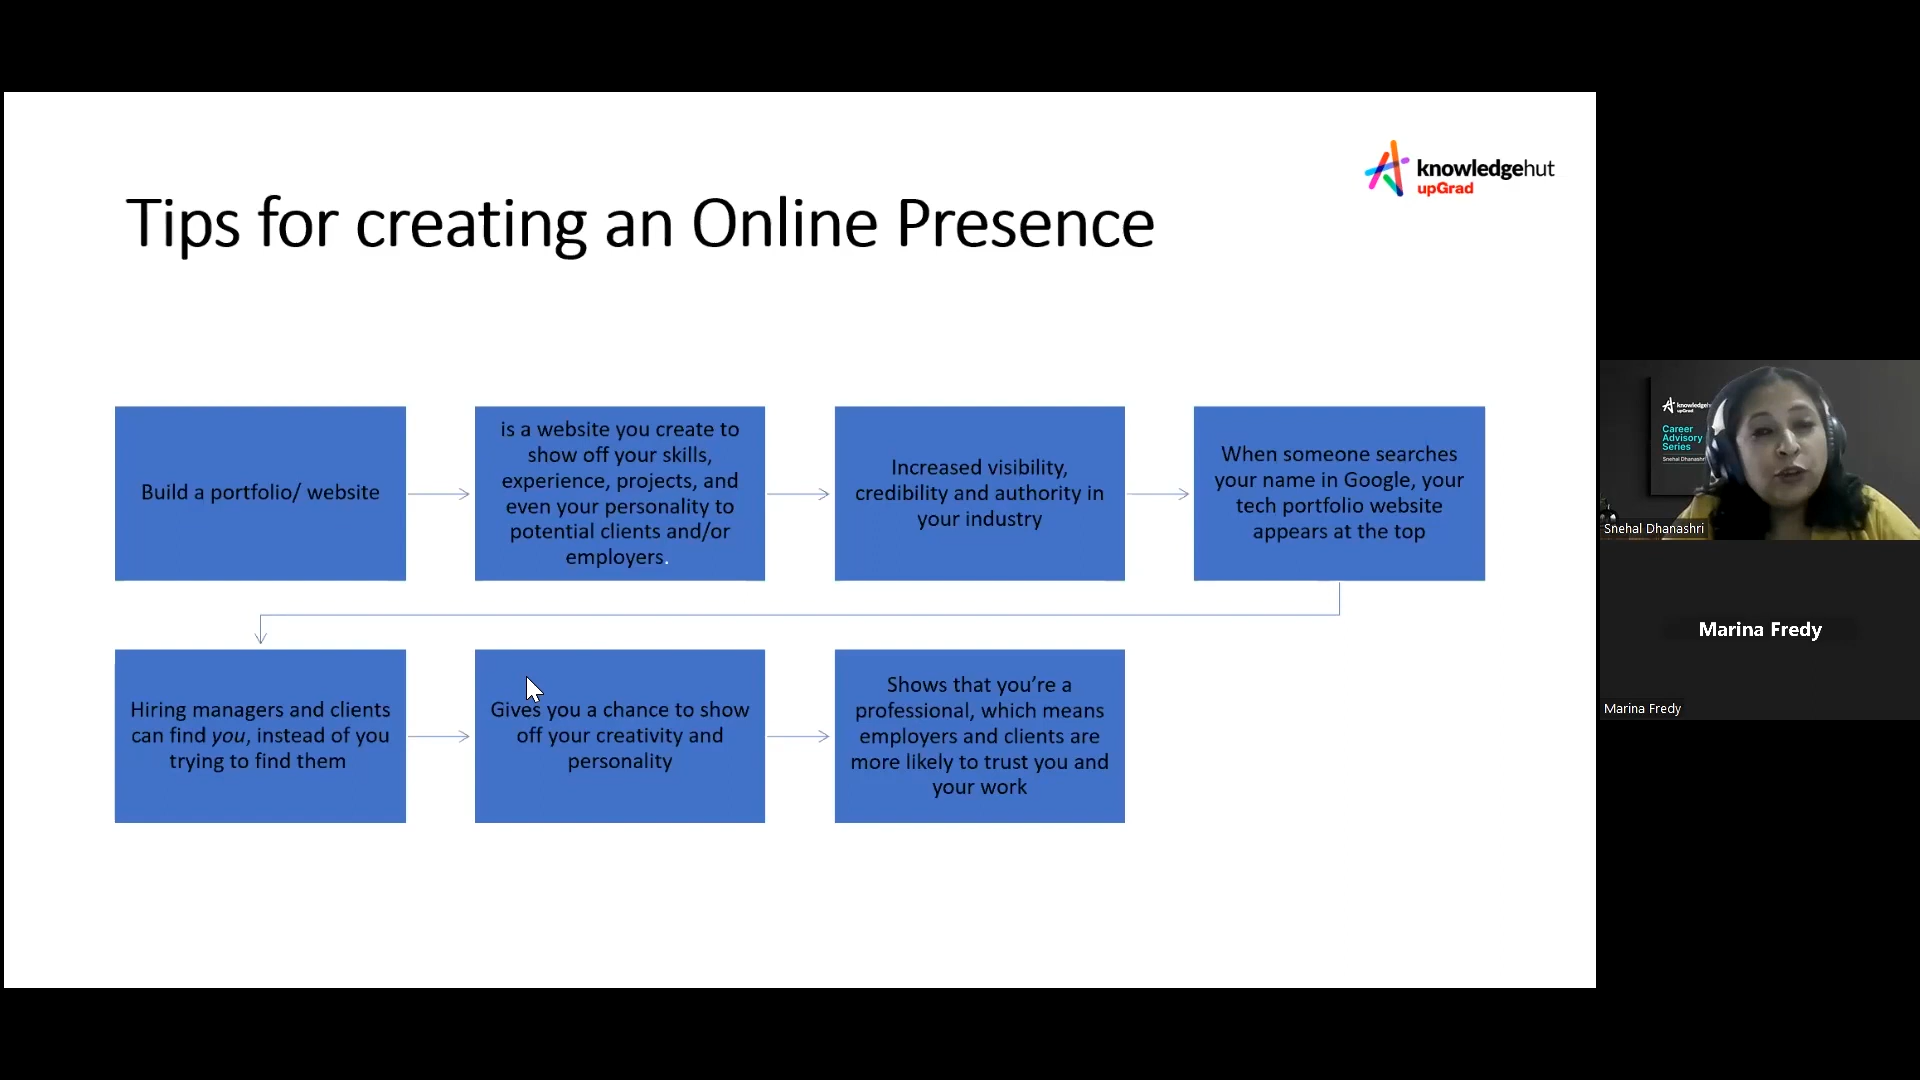 knowledgehut
upGrad
Tips for creating an Online Presence
Build a portfolio/ website
is a website you create to
show off your skills,
experience, projects, and
even your personality to
potential clients and/or
employers.
Increased visibility,
credibility and authority in
your industry
When someone searches
your name in Google, your
tech portfolio website
appears at the top
Hiring managers and clients
can find you, instead of you
trying to find them
Gives you a chance to show
off your creativity and
personality
Shows that you’re a
professional, which means
employers and clients are
more likely to trust you and
your work
upGrad
Career
Advisory
Series
Snehal Dhanashri
Marina Fredy
Marina Fredy